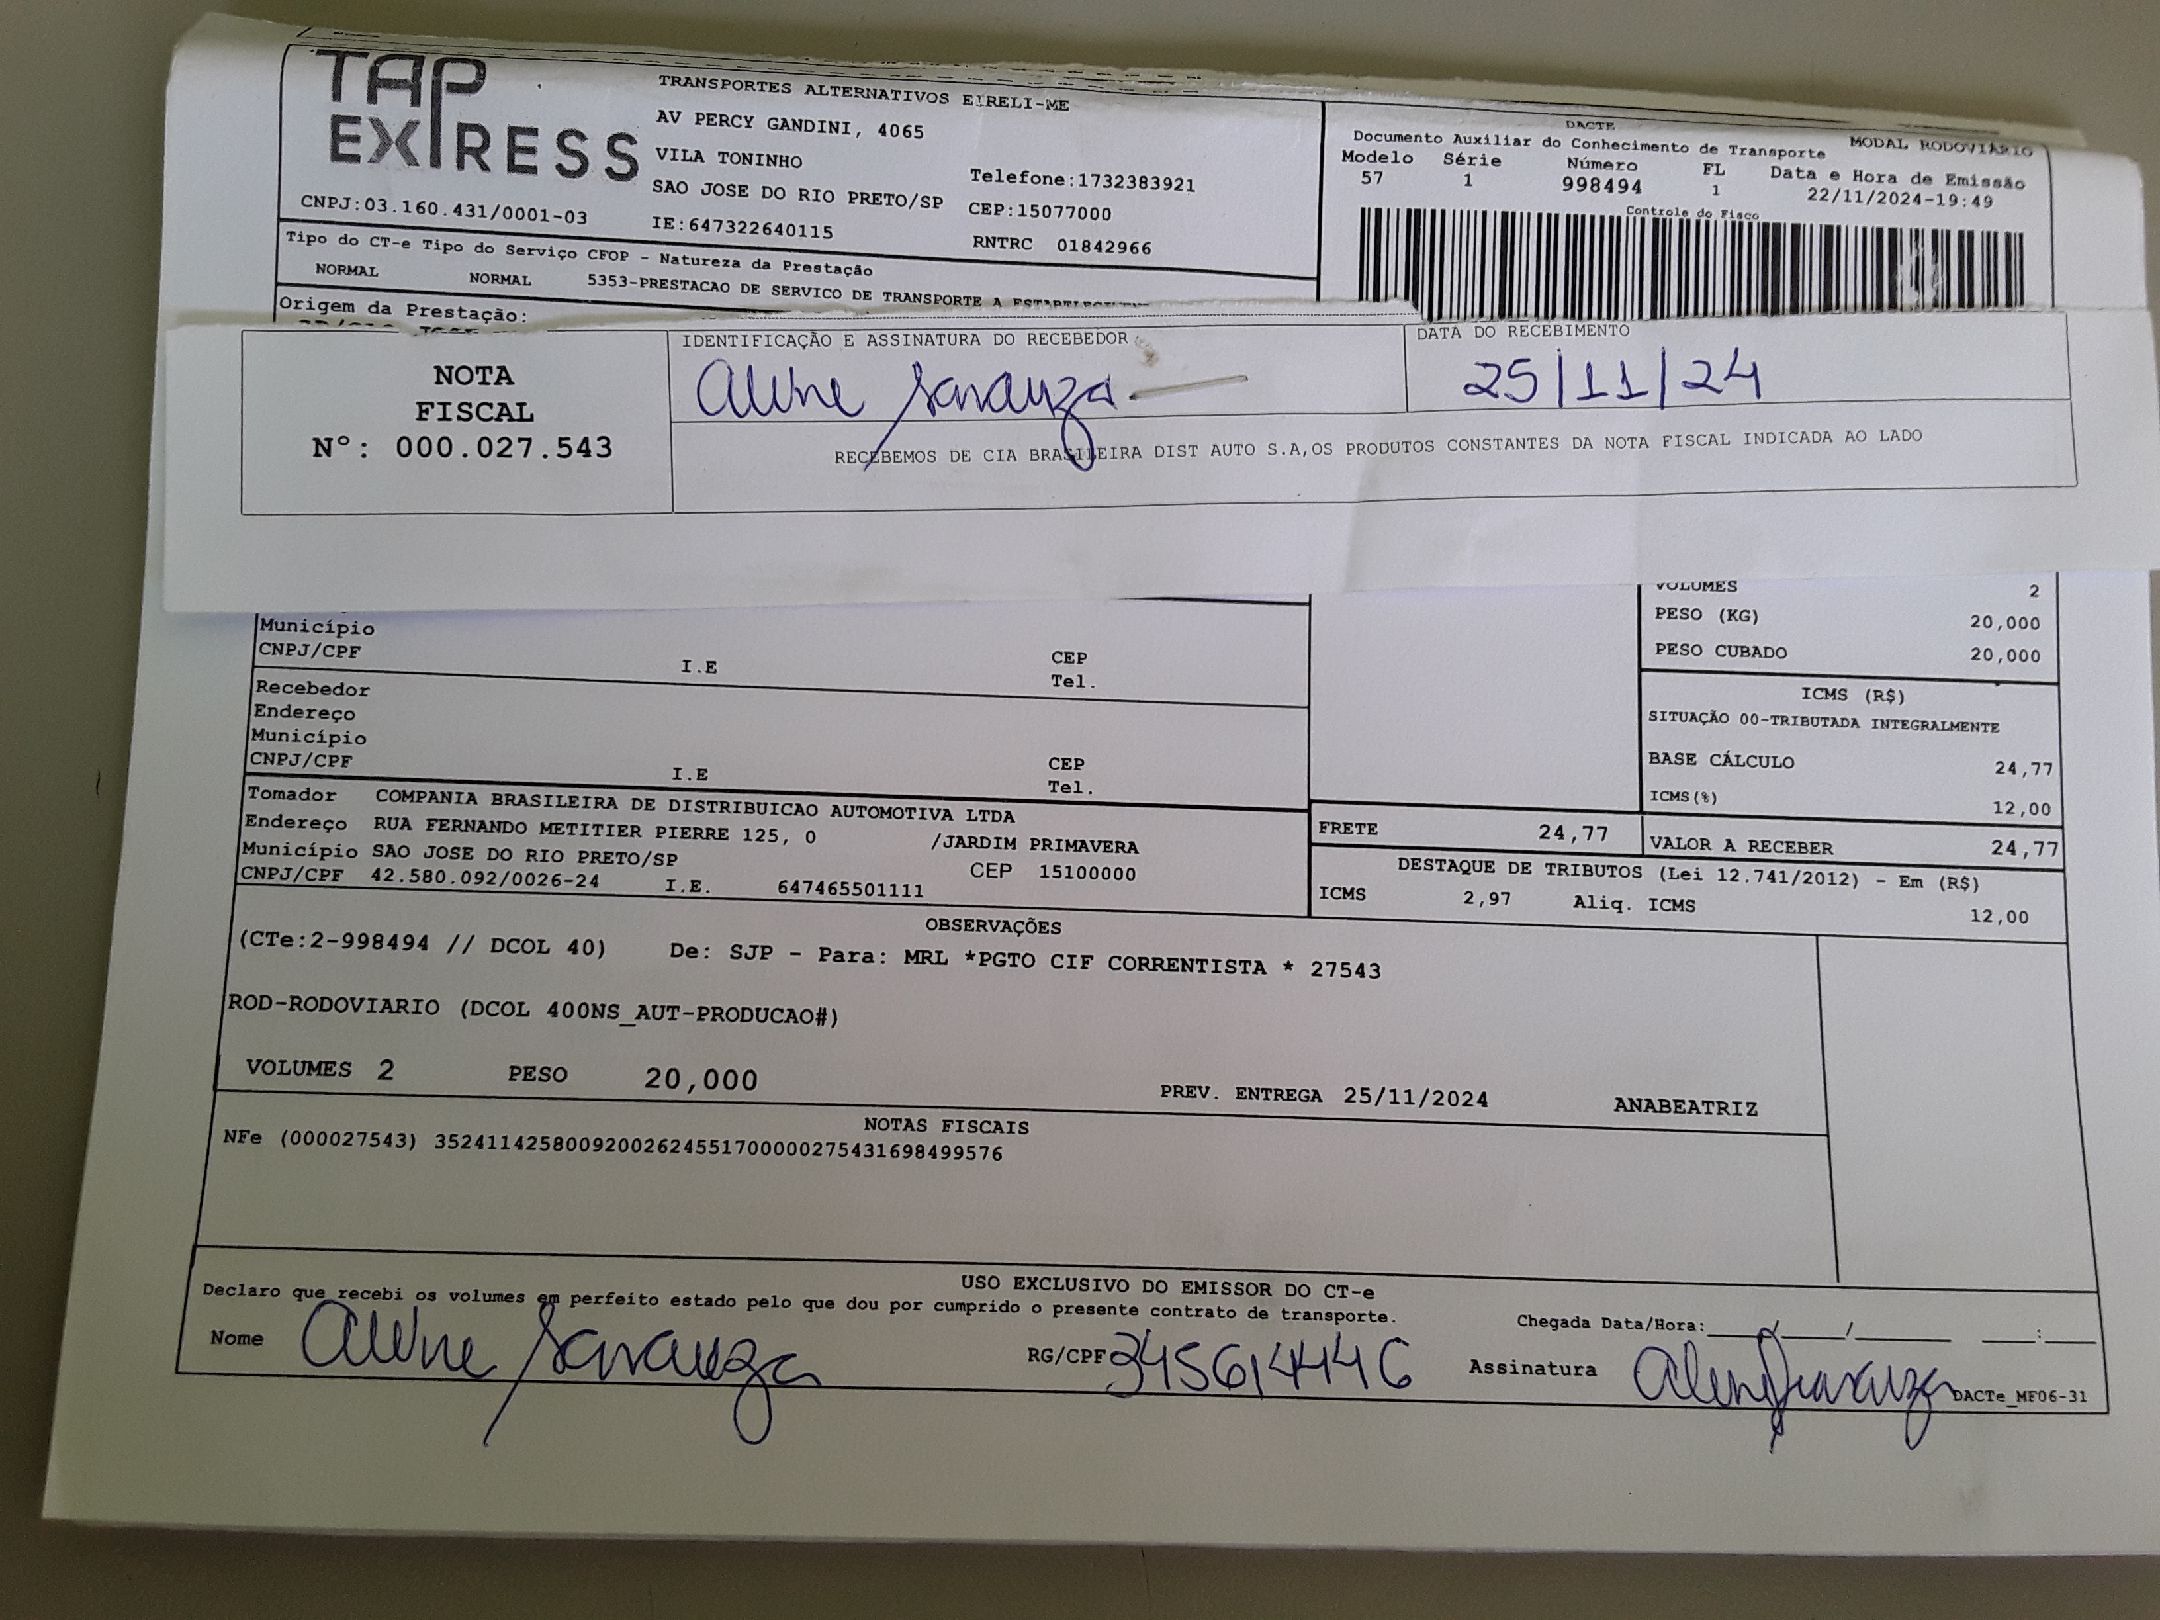 TAP EXPRESS
TRANSPORTES ALTERNATIVOS EIRELI-ME
AV PERCY GANDINI, 4065
VILA TONINHO
Telefone:1732383921
SAO JOSE DO RIO PRETO/SP CEP:15077000
CNPJ:03.160.431/0001-03 IE:647322640115 RNTRC 01842966
DACTE
Documento Auxiliar do Conhecimento de Transporte MODAL RODOVIÁRIO
Modelo Série Número FL Data e Hora de Emissão
57 1 998494 1 22/11/2024-19:49
Controle do Fisco
Tipo do CT-e Tipo do Serviço CFOP - Natureza da Prestação
NORMAL NORMAL 5353-PRESTACAO DE SERVICO DE TRANSPORTE A
Origem da Prestação:
NOTA
FISCAL
Nº: 000.027.543
IDENTIFICAÇÃO E ASSINATURA DO RECEBEDOR
Aline
DATA DO RECEBIMENTO
25/11/24
RECEBEMOS DE CIA BRASILEIRA DIST AUTO S.A,OS PRODUTOS CONSTANTES DA NOTA FISCAL INDICADA AO LADO
Município
CNPJ/CPF I.E CEP
Tel.
Recebedor
Endereço
Município
CNPJ/CPF I.E CEP
Tel.
VOLUMES 2
PESO (KG) 20,000
PESO CUBADO 20,000
ICMS (R$)
SITUAÇÃO 00-TRIBUTADA INTEGRALMENTE
BASE CÁLCULO 24,77
ICMS(%) 12,00
Tomador COMPANIA BRASILEIRA DE DISTRIBUICAO AUTOMOTIVA LTDA
Endereço RUA FERNANDO METITIER PIERRE 125, 0 /JARDIM PRIMAVERA
Município SAO JOSE DO RIO PRETO/SP CEP 15100000
CNPJ/CPF 42.580.092/0026-24 I.E. 647465501111
FRETE 24,77 VALOR A RECEBER 24,77
DESTAQUE DE TRIBUTOS (Lei 12.741/2012) - Em (R$)
ICMS 2,97 Aliq. ICMS 12,00
OBSERVAÇÕES
(CTe:2-998494 // DCOL 40) De: SJP - Para: MRL *PGTO CIF CORRENTISTA * 27543
ROD-RODOVIARIO (DCOL 400NS_AUT-PRODUCAO#)
VOLUMES 2 PESO 20,000 PREV. ENTREGA 25/11/2024 ANABEATRIZ
NOTAS FISCAIS
NFe (000027543) 35241142580092002624551700000275431698499576
USO EXCLUSIVO DO EMISSOR DO CT-e
Declaro que recebi os volumes em perfeito estado pelo que dou por cumprido o presente contrato de transporte.
Chegada Data/Hora:____/____/______ ____:____
Nome Aline RG/CPF 345614446 Assinatura
DACTe_MF06-31